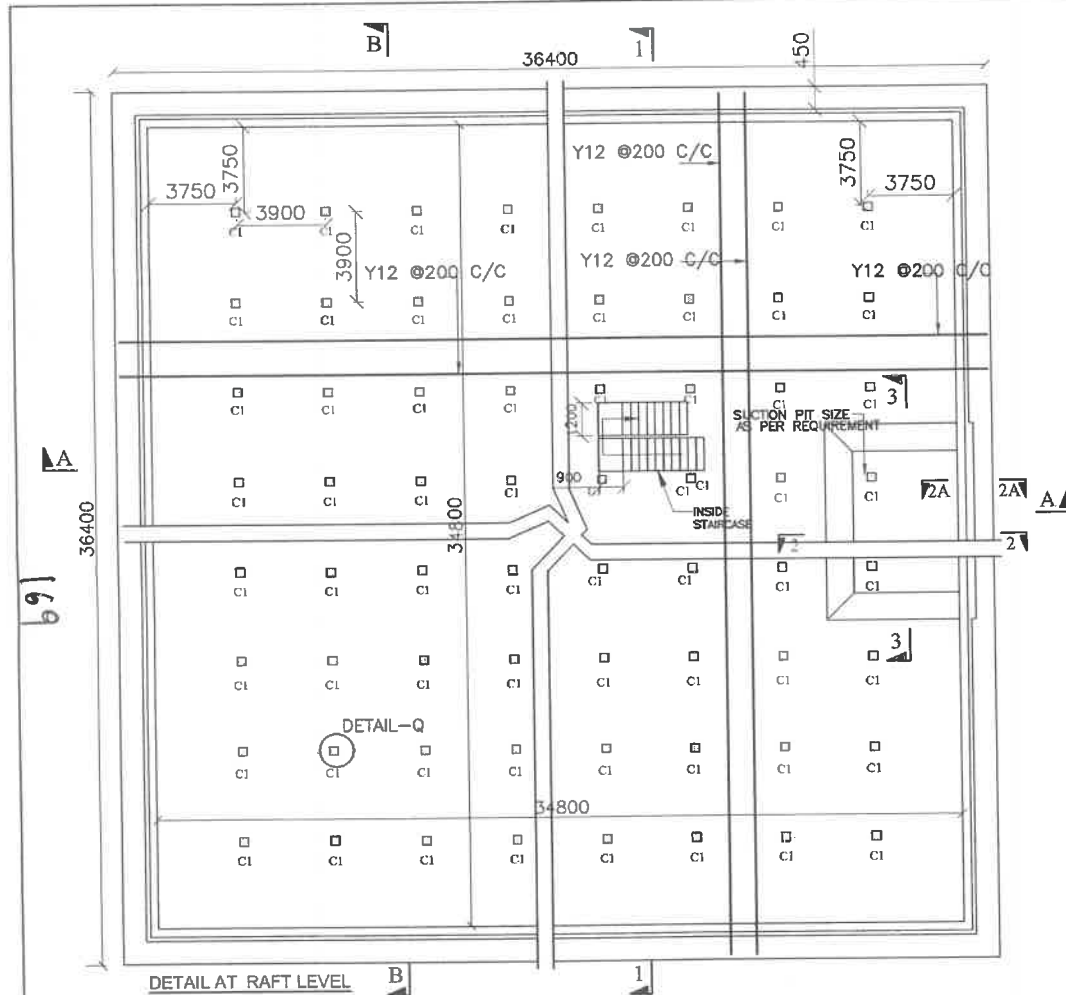 B
1
36400
450
Y12 @200 C/C
3750
3750
3750
3750
3900
C1 C1 C1 C1 C1 C1 C1 C1
3900
Y12 @200 C/C
Y12 @200 C/C
Y12 @200 C/C
C1 C1 C1 C1 C1 C1 C1 C1
3
C1 C1 C1 C1 C1 C1 C1
1200
SUCTION PIT SIZE
AS PER REQUIREMENT
A
900
2A
2A
A
C1 C1 C1 C1 C1 C1 C1 C1
INSIDE
STAIRCASE
36400
34800
2
2
C1 C1 C1 C1 C1 C1 C1 C1
169
3
C1 C1 C1 C1 C1 C1 C1 C1
DETAIL-Q
C1 C1 C1 C1 C1 C1 C1 C1
34800
C1 C1 C1 C1 C1 C1 C1 C1
DETAIL AT RAFT LEVEL
B
1